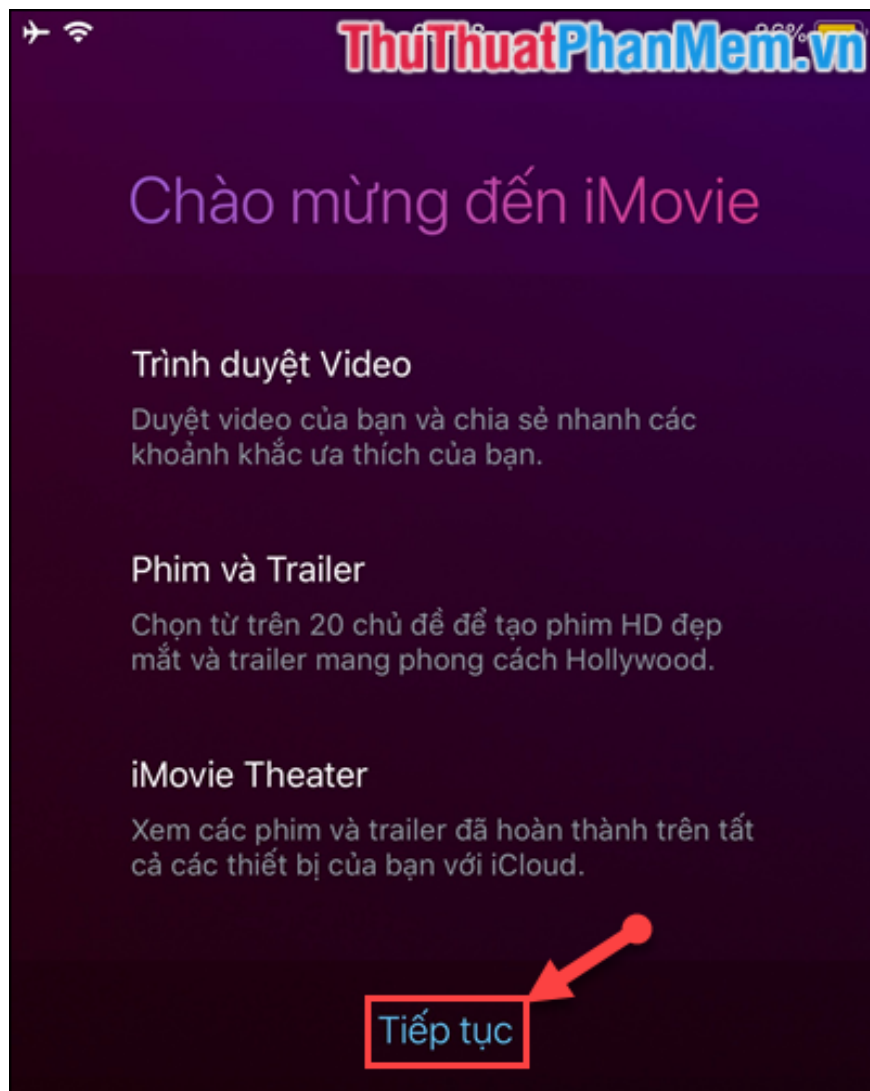 ThuThuatPhanMem.vn
Chào mừng đến iMovie
Trình duyệt Video
Duyệt video của bạn và chia sẻ nhanh các
khoảnh khắc ưa thích của bạn.
Phim và Trailer
Chọn từ trên 20 chủ đề để tạo phim HD đẹp
mắt và trailer mang phong cách Hollywood.
iMovie Theater
Xem các phim và trailer đã hoàn thành trên tất
cả các thiết bị của bạn với iCloud.
Tiếp tục